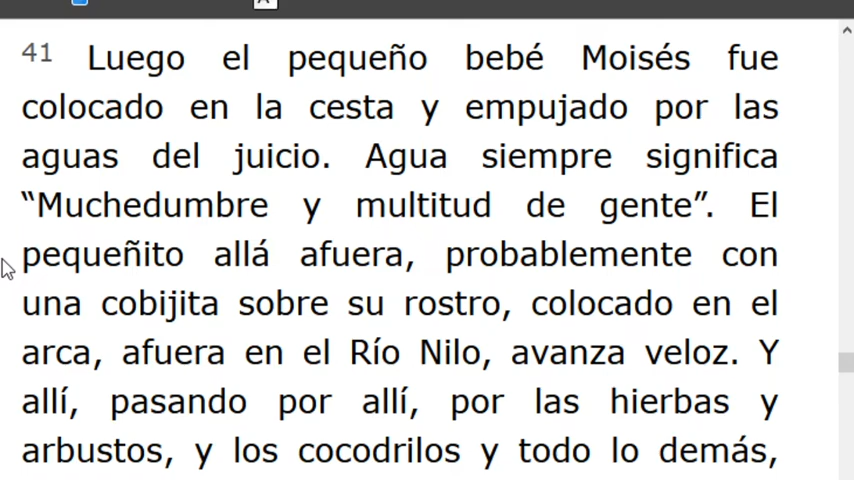 41 Luego el pequeño bebé Moisés fue
colocado en la cesta y empujado por las
aguas del juicio. Agua siempre significa
“Muchedumbre y multitud de gente”. El
pequeñito allá afuera, probablemente con
una cobijita sobre su rostro, colocado en el
arca, afuera en el Río Nilo, avanza veloz. Y
allí, pasando por allí, por las hierbas y
arbustos, y los cocodrilos y todo lo demás,